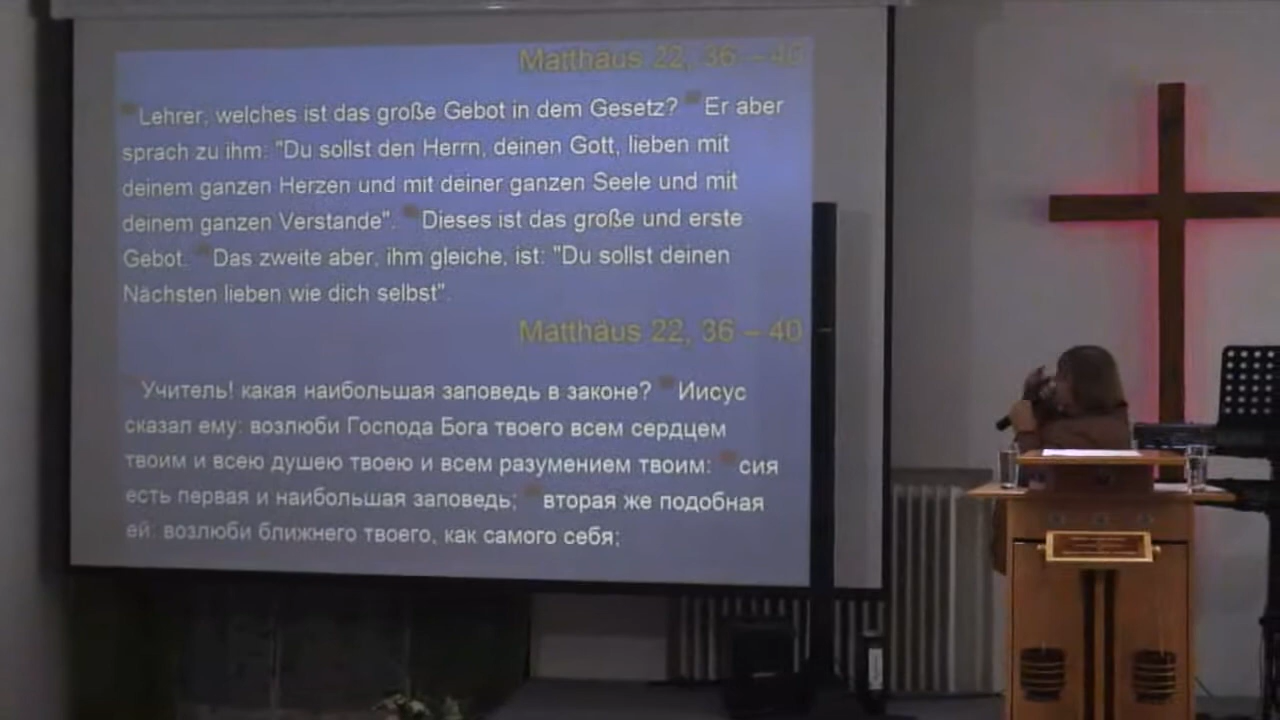 Matthäus 22, 36 – 40
Lehrer, welches ist das große Gebot in dem Gesetz? Er aber
sprach zu ihm: "Du sollst den Herrn, deinen Gott, lieben mit
deinem ganzen Herzen und mit deiner ganzen Seele und mit
deinem ganzen Verstande". Dieses ist das große und erste
Gebot. Das zweite aber, ihm gleiche, ist: "Du sollst deinen
Nächsten lieben wie dich selbst".
Matthäus 22, 36 – 40
Учитель! какая наибольшая заповедь в законе? Иисус
сказал ему: возлюби Господа Бога твоего всем сердцем
твоим и всею душею твоею и всем разумением твоим: сия
есть первая и наибольшая заповедь; вторая же подобная
ей: возлюби ближнего твоего, как самого себя;